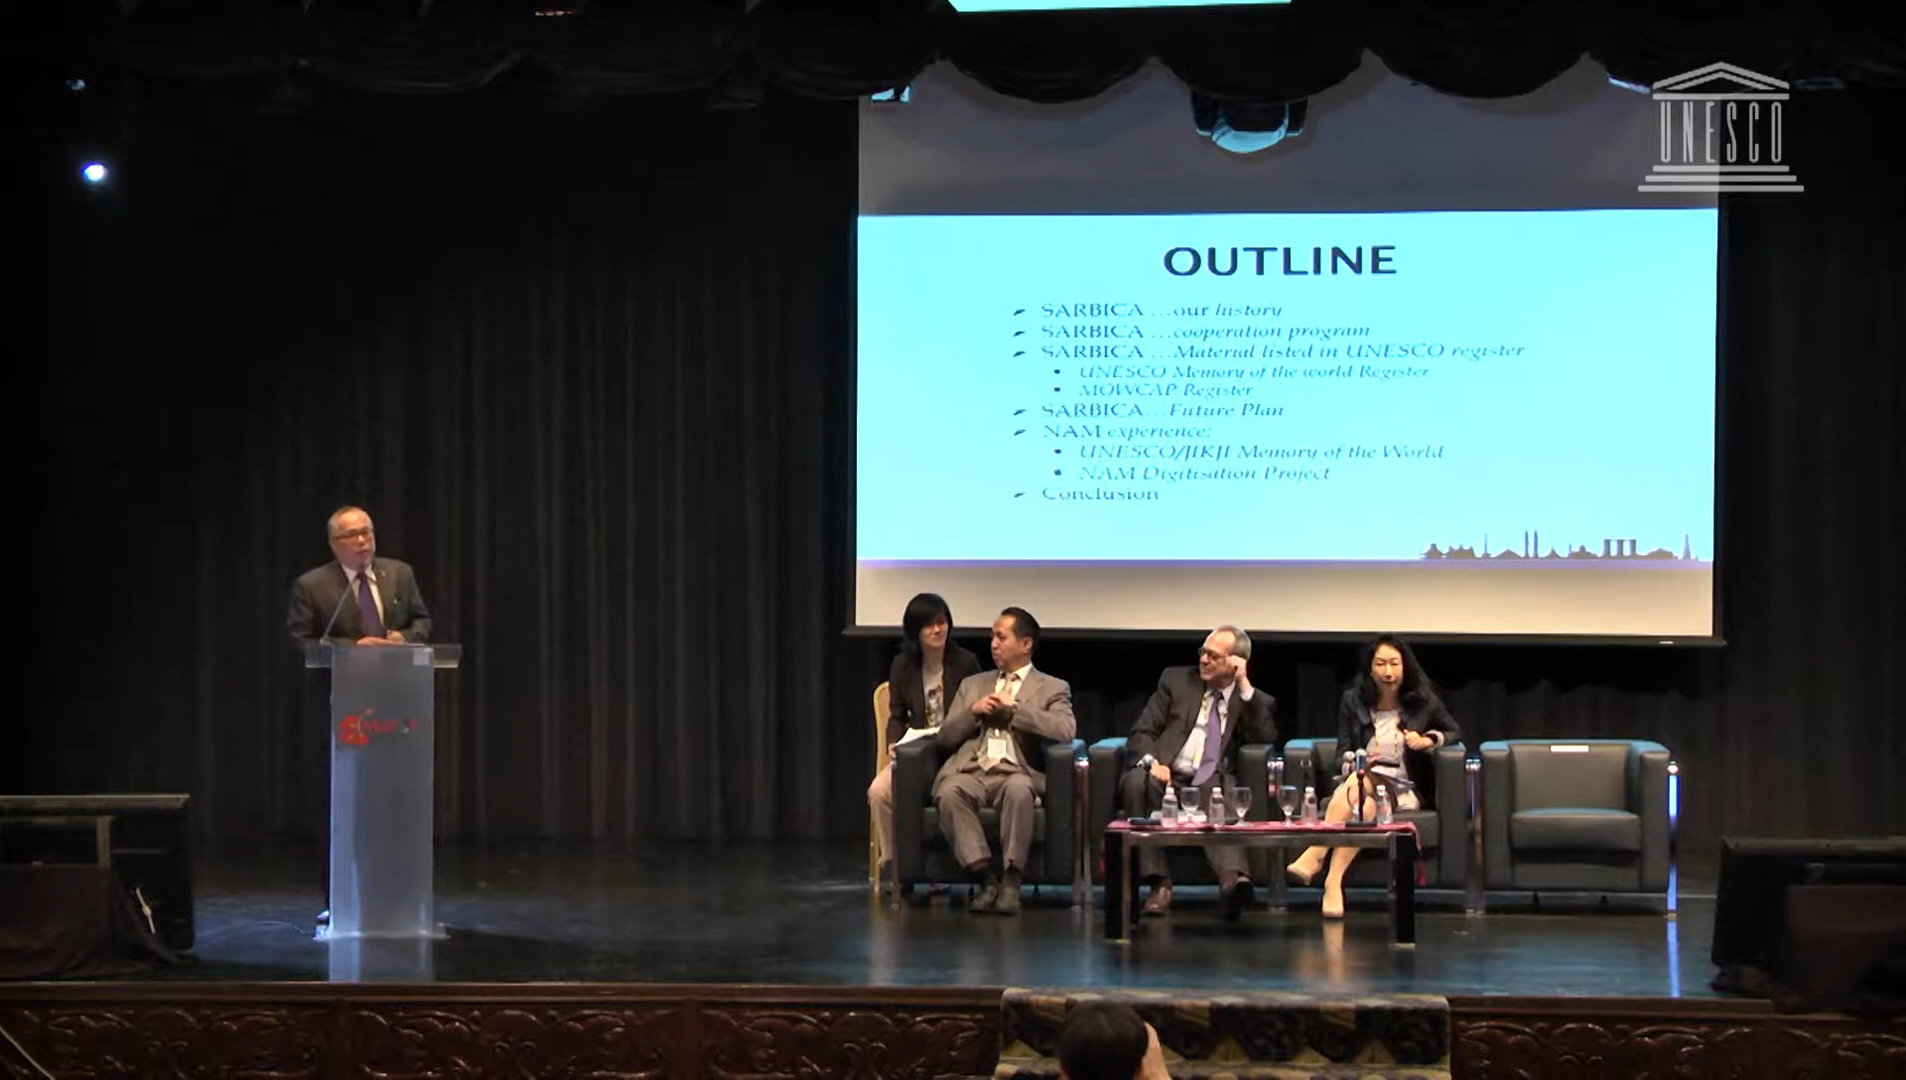 UNESCO
OUTLINE
SARBICA ...our history
SARBICA ...cooperation program
SARBICA ...Material listed in UNESCO register
UNESCO Memory of the world Register
MOWCAP Register
SARBICA...Future Plan
NAM experience:
UNESCO/JIKJI Memory of the World
NAM Digitisation Project
Conclusion